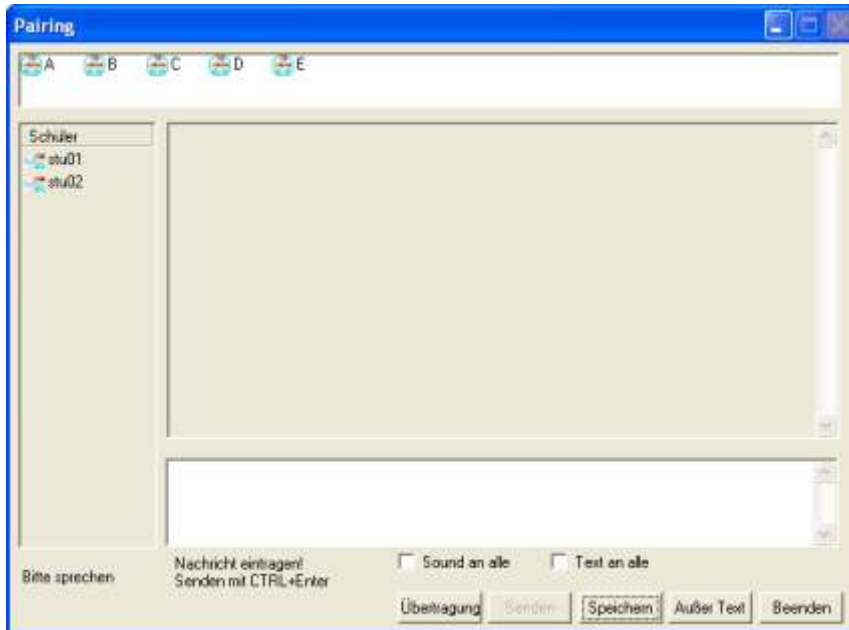 Pairing
A B C D E
Schüler
stu01
stu02
Bitte sprechen
Nachricht eintragen!
Senden mit CTRL+Enter
Sound an alle
Text an alle
Übertragung Senden Speichern Außer Text Beenden